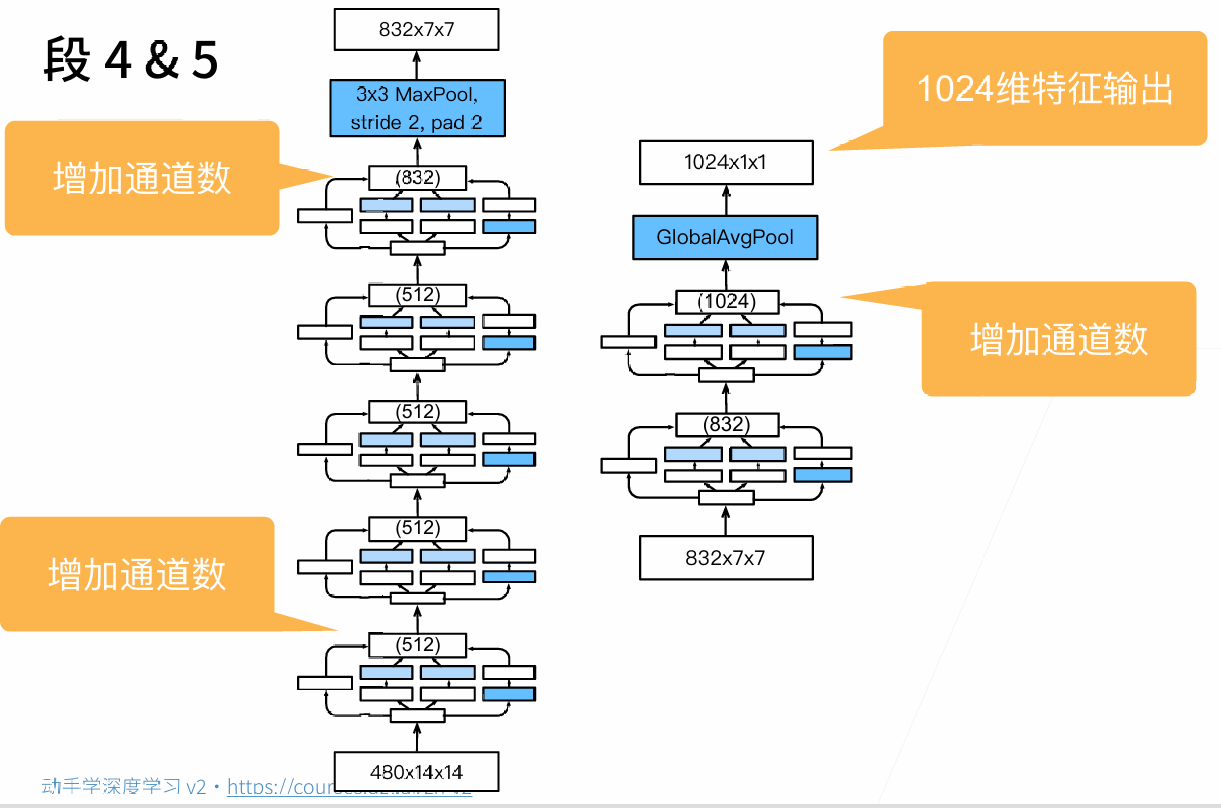 段 4 & 5
832x7x7
3x3 MaxPool,
stride 2, pad 2
增加通道数
(832)
(512)
(512)
(512)
增加通道数
(512)
480x14x14
1024维特征输出
1024x1x1
GlobalAvgPool
(1024)
增加通道数
(832)
832x7x7
动手学深度学习 v2 · https://cour